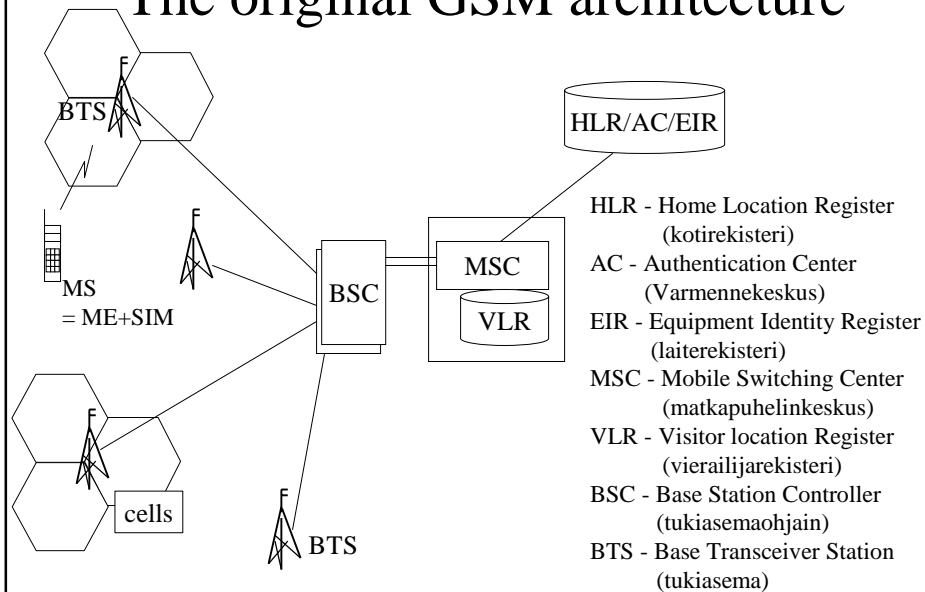 The original GSM architecture
BTS
MS
= ME+SIM
cells
BTS
BSC
MSC
VLR
HLR/AC/EIR
HLR - Home Location Register
(kotirekisteri)
AC - Authentication Center
(Varmennekeskus)
EIR - Equipment Identity Register
(laiterekisteri)
MSC - Mobile Switching Center
(matkapuhelinkeskus)
VLR - Visitor location Register
(vierailijarekisteri)
BSC - Base Station Controller
(tukiasemaohjain)
BTS - Base Transceiver Station
(tukiasema)